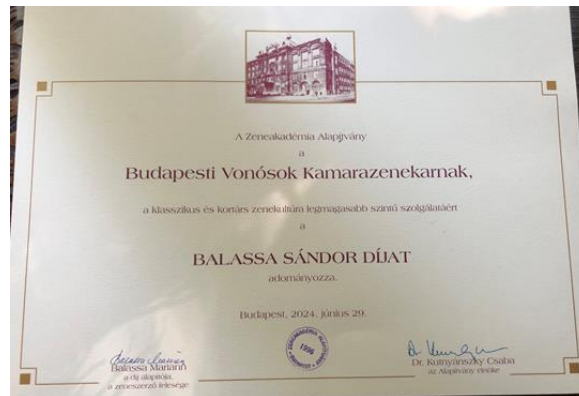 A Zeneakadémia Alapítvány
a
Budapesti Vonósok Kamarazenekarnak,
a klasszikus és kortárs zenekultúra legmagasabb szintű szolgálatáért
a
BALASSA SÁNDOR DÍJAT
adományozza.
Budapest, 2024. június 29.
Balassa Mariann
a díj alapítója,
a zeneszerző felesége
1996
Dr. Kutnyánszky Csaba
az Alapítvány elnöke